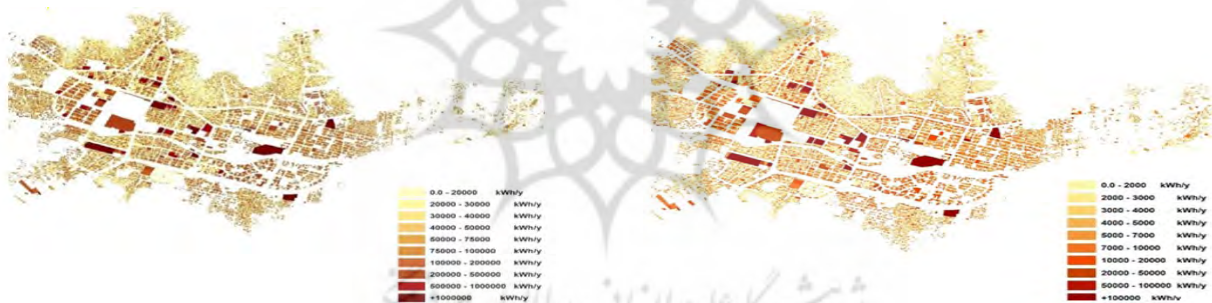 0.0 - 20000 kWh/y
20000 - 30000 kWh/y
30000 - 40000 kWh/y
40000 - 50000 kWh/y
50000 - 75000 kWh/y
75000 - 100000 kWh/y
100000 - 200000 kWh/y
200000 - 500000 kWh/y
500000 - 1000000 kWh/y
+1000000 kWh/y
0.0 - 2000 kWh/y
2000 - 3000 kWh/y
3000 - 4000 kWh/y
4000 - 5000 kWh/y
5000 - 7000 kWh/y
7000 - 10000 kWh/y
10000 - 20000 kWh/y
20000 - 50000 kWh/y
50000 - 100000 kWh/y
+100000 kWh/y